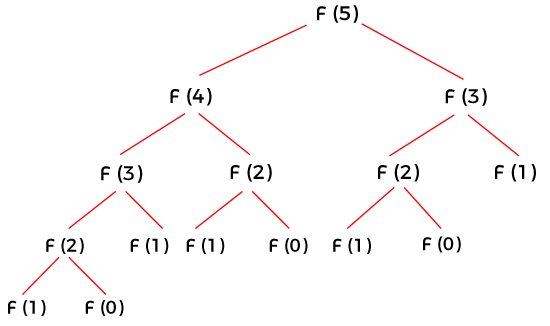 F (5)
F (4) F (3)
F (3) F (2) F (2) F (1)
F (2) F (1) F (1) F (0) F (1) F (0)
F (1) F (0)